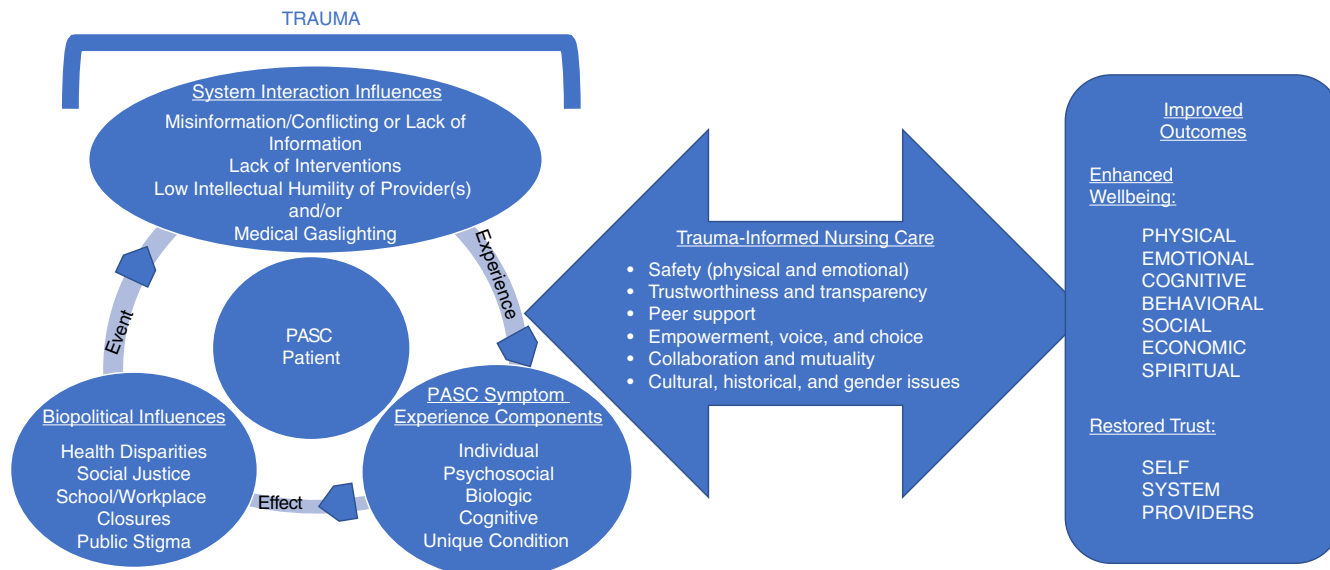 TRAUMA
System Interaction Influences
Misinformation/Conflicting or Lack of
Information
Lack of Interventions
Low Intellectual Humility of Provider(s)
and/or
Medical Gaslighting
Experience
Event
PASC
Patient
Biopolitical Influences
Health Disparities
Social Justice
School/Workplace
Closures
Public Stigma
Effect
PASC Symptom
Experience Components
Individual
Psychosocial
Biologic
Cognitive
Unique Condition
Trauma-Informed Nursing Care
• Safety (physical and emotional)
• Trustworthiness and transparency
• Peer support
• Empowerment, voice, and choice
• Collaboration and mutuality
• Cultural, historical, and gender issues
Improved
Outcomes
Enhanced
Wellbeing:
PHYSICAL
EMOTIONAL
COGNITIVE
BEHAVIORAL
SOCIAL
ECONOMIC
SPIRITUAL
Restored Trust:
SELF
SYSTEM
PROVIDERS